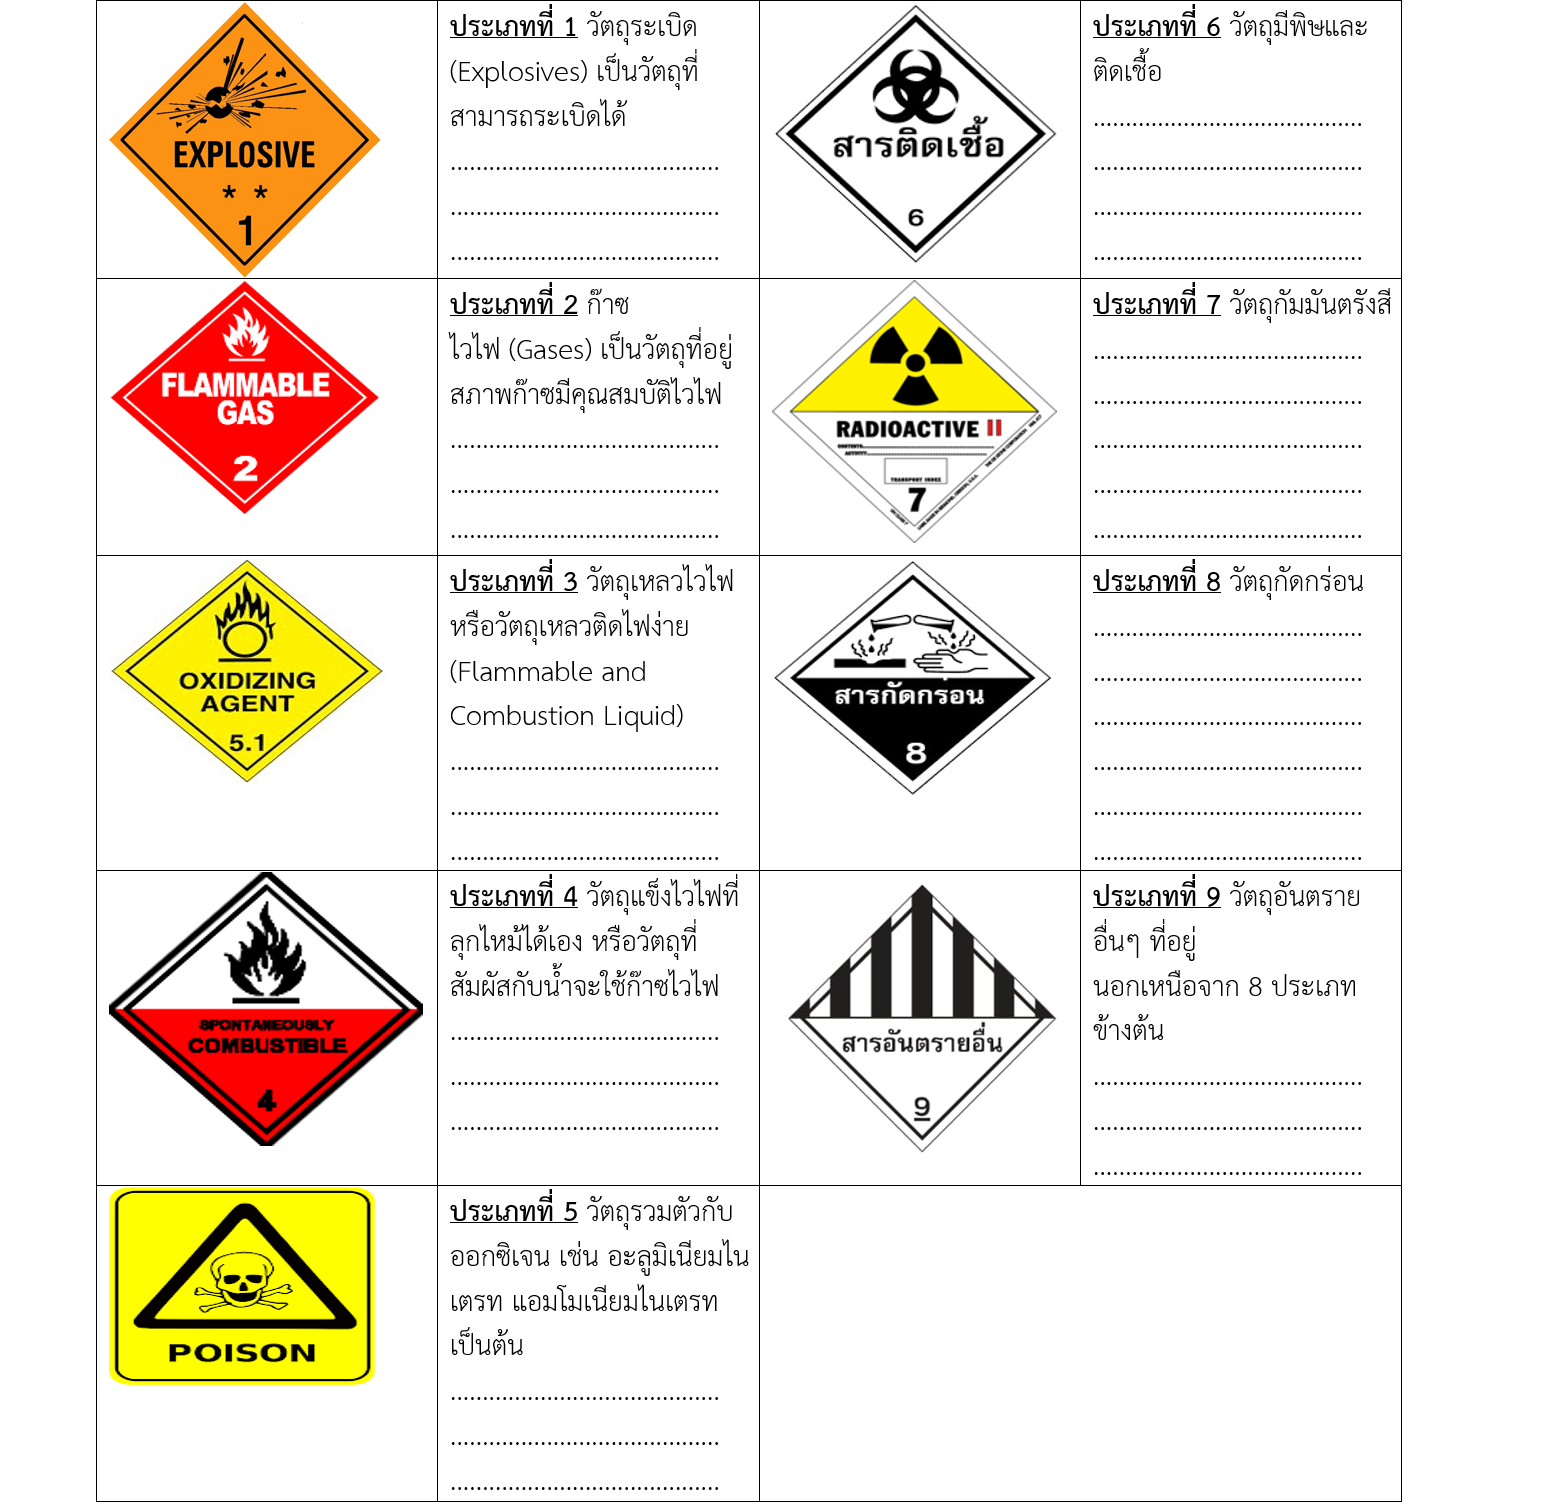 EXPLOSIVE
* *
1
ประเภทที่ 1 วัตถุระเบิด
(Explosives) เป็นวัตถุที่
สามารถระเบิดได้
..........................................
..........................................
..........................................
สารติดเชื้อ
6
ประเภทที่ 6 วัตถุมีพิษและ
ติดเชื้อ
..........................................
..........................................
..........................................
..........................................
FLAMMABLE
GAS
2
ประเภทที่ 2 ก๊าซ
ไวไฟ (Gases) เป็นวัตถุที่อยู่
สภาพก๊าซมีคุณสมบัติไวไฟ
..........................................
..........................................
..........................................
RADIOACTIVE II
CONTENTS
ACTIVITY
TRANSPORT INDEX
7
ประเภทที่ 7 วัตถุกัมมันตรังสี
..........................................
..........................................
..........................................
..........................................
..........................................
OXIDIZING
AGENT
5.1
ประเภทที่ 3 วัตถุเหลวไวไฟ
หรือวัตถุเหลวติดไฟง่าย
(Flammable and
Combustion Liquid)
..........................................
..........................................
..........................................
สารกัดกร่อน
8
ประเภทที่ 8 วัตถุกัดกร่อน
..........................................
..........................................
..........................................
..........................................
..........................................
..........................................
SPONTANEOUSLY
COMBUSTIBLE
4
ประเภทที่ 4 วัตถุแข็งไวไฟที่
ลุกไหม้ได้เอง หรือวัตถุที่
สัมผัสกับน้ำจะใช้ก๊าซไวไฟ
..........................................
..........................................
..........................................
สารอันตรายอื่น
9
ประเภทที่ 9 วัตถุอันตราย
อื่นๆ ที่อยู่
นอกเหนือจาก 8 ประเภท
ข้างต้น
..........................................
..........................................
..........................................
POISON
ประเภทที่ 5 วัตถุรวมตัวกับ
ออกซิเจน เช่น อะลูมิเนียมไน
เตรท แอมโมเนียมไนเตรท
เป็นต้น
..........................................
..........................................
..........................................